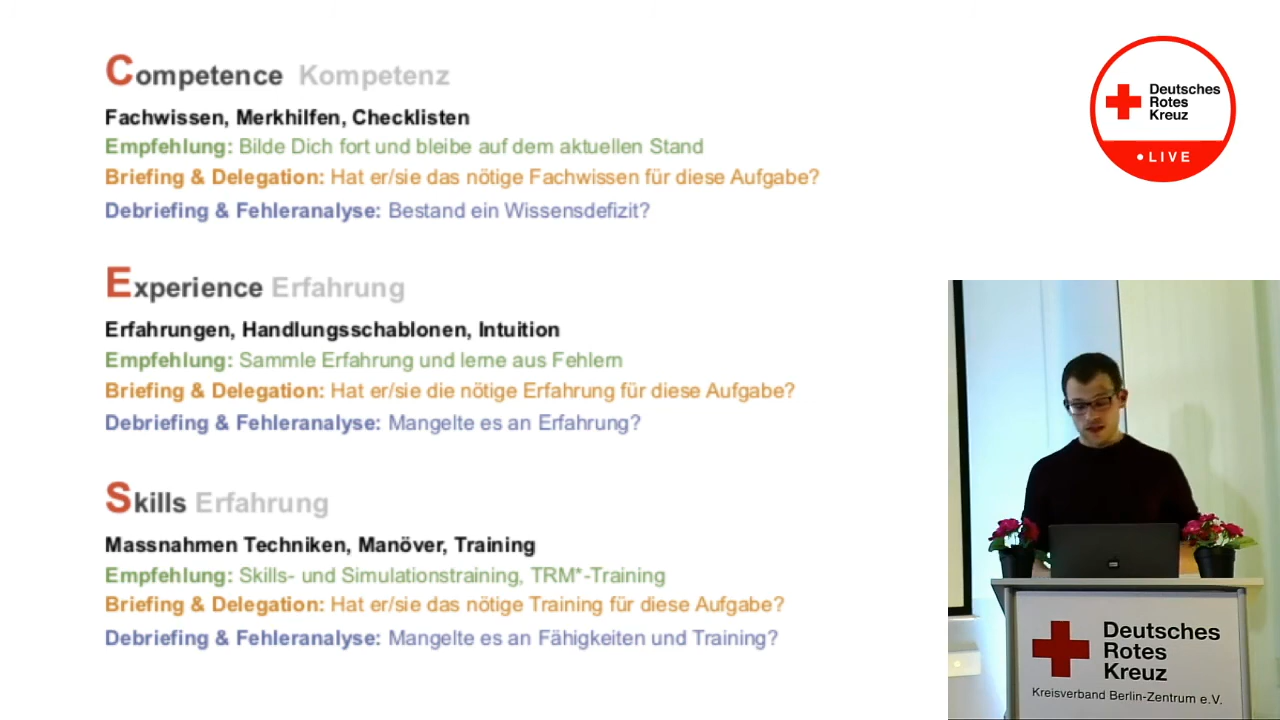 Competence Kompetenz
Fachwissen, Merkhilfen, Checklisten
Empfehlung: Bilde Dich fort und bleibe auf dem aktuellen Stand
Briefing & Delegation: Hat er/sie das nötige Fachwissen für diese Aufgabe?
Debriefing & Fehleranalyse: Bestand ein Wissensdefizit?
Experience Erfahrung
Erfahrungen, Handlungsschablonen, Intuition
Empfehlung: Sammle Erfahrung und lerne aus Fehlern
Briefing & Delegation: Hat er/sie die nötige Erfahrung für diese Aufgabe?
Debriefing & Fehleranalyse: Mangelte es an Erfahrung?
Skills Erfahrung
Massnahmen Techniken, Manöver, Training
Empfehlung: Skills- und Simulationstraining, TRM*-Training
Briefing & Delegation: Hat er/sie das nötige Training für diese Aufgabe?
Debriefing & Fehleranalyse: Mangelte es an Fähigkeiten und Training?
Deutsches
Rotes
Kreuz
• LIVE
Deutsches
Rotes
Kreuz
Kreisverband Berlin-Zentrum e.V.